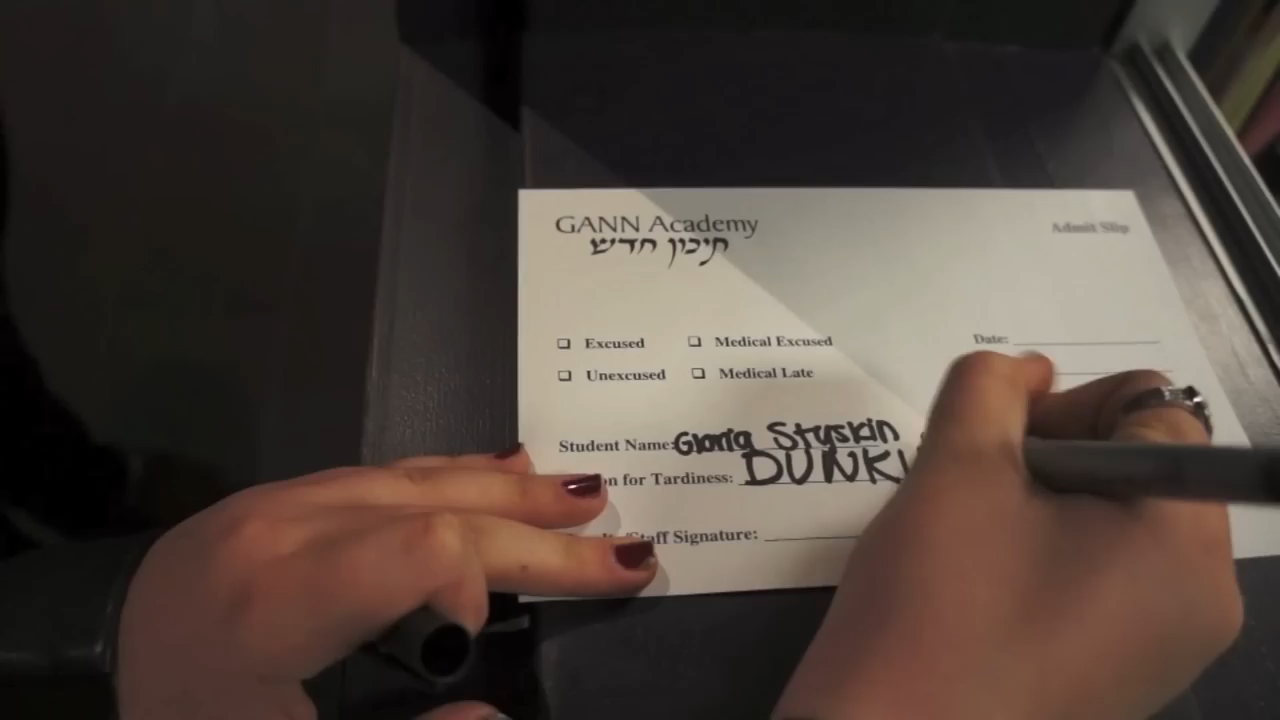 GANN Academy
תיכון חדש
Admit Slip
Excused Medical Excused
Date:
Unexcused Medical Late
Student Name: Gloria Styskin
for Tardiness: DUNK
Signature: